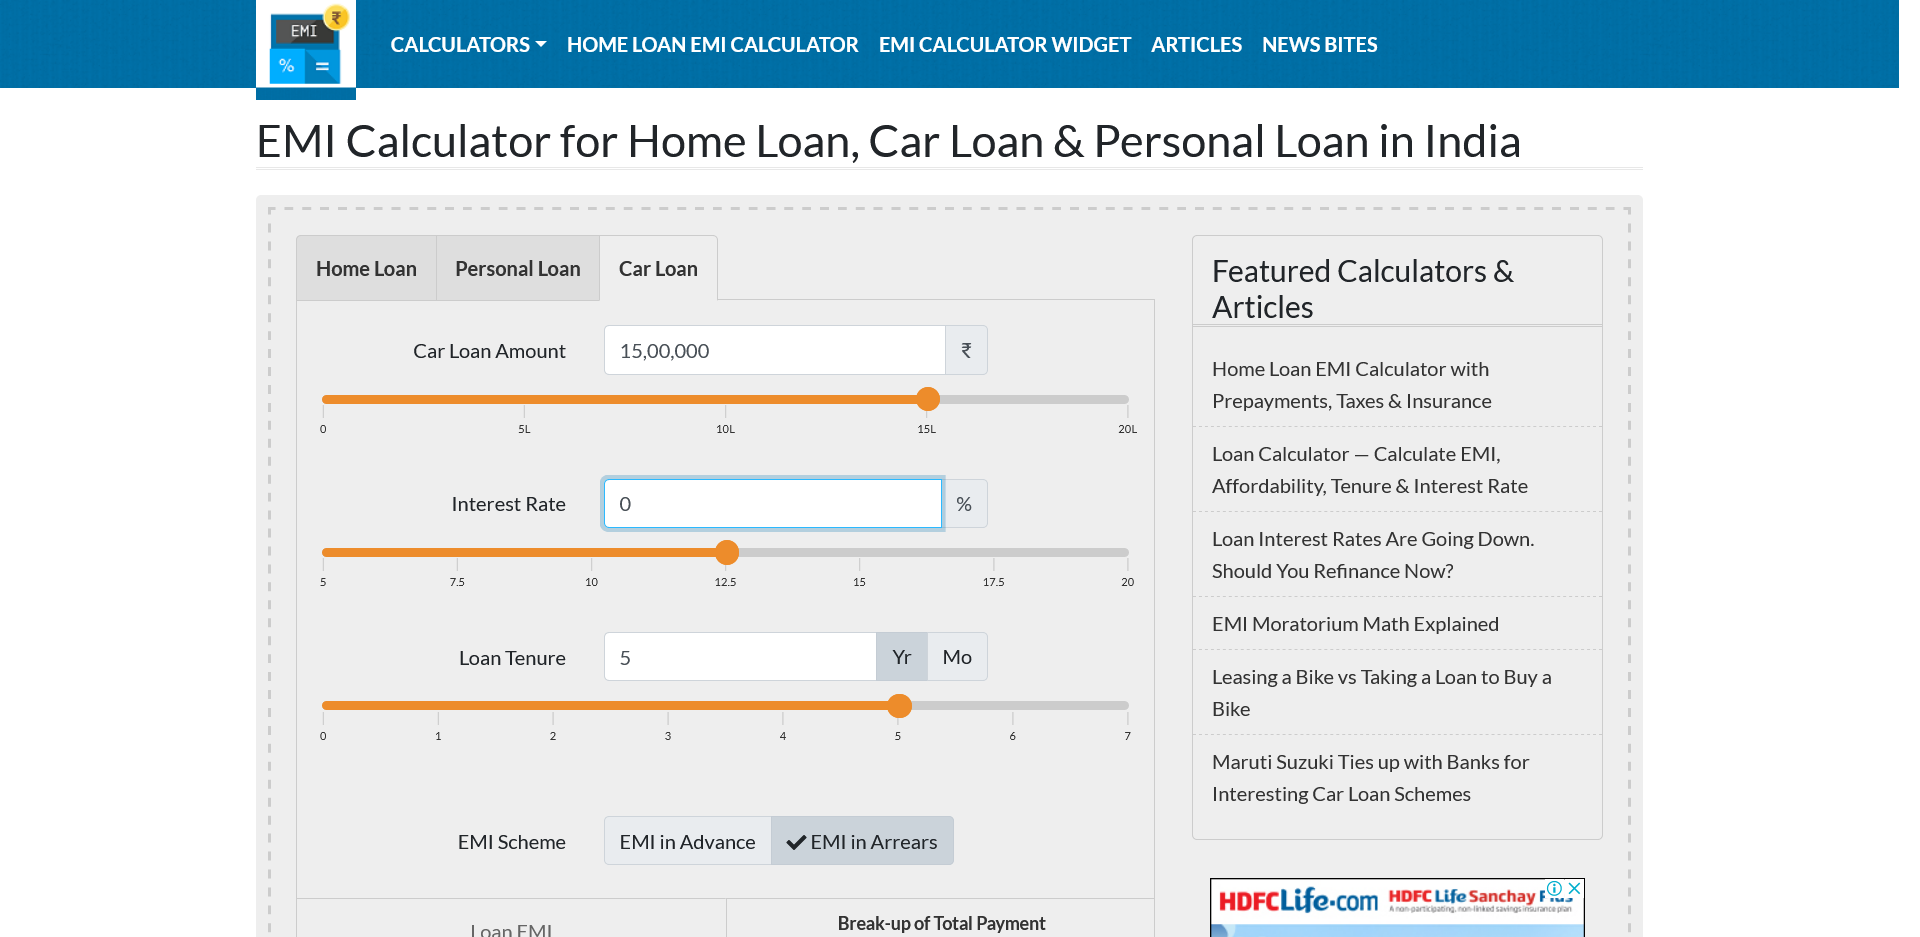 EMI
₹
%
=
CALCULATORS
HOME LOAN EMI CALCULATOR
EMI CALCULATOR WIDGET
ARTICLES
NEWS BITES
EMI Calculator for Home Loan, Car Loan & Personal Loan in India
Home Loan
Personal Loan
Car Loan
Car Loan Amount
15,00,000
₹
0
5L
10L
15L
20L
Interest Rate
0
%
5
7.5
10
12.5
15
17.5
20
Loan Tenure
5
Yr
Mo
0
1
2
3
4
5
6
7
EMI Scheme
EMI in Advance
EMI in Arrears
Loan EMI
Break-up of Total Payment
Featured Calculators &
Articles
Home Loan EMI Calculator with
Prepayments, Taxes & Insurance
Loan Calculator — Calculate EMI,
Affordability, Tenure & Interest Rate
Loan Interest Rates Are Going Down.
Should You Refinance Now?
EMI Moratorium Math Explained
Leasing a Bike vs Taking a Loan to Buy a
Bike
Maruti Suzuki Ties up with Banks for
Interesting Car Loan Schemes
HDFCLife.com
HDFC Life Sanchay Plus
A non-participating, non-linked savings insurance plan